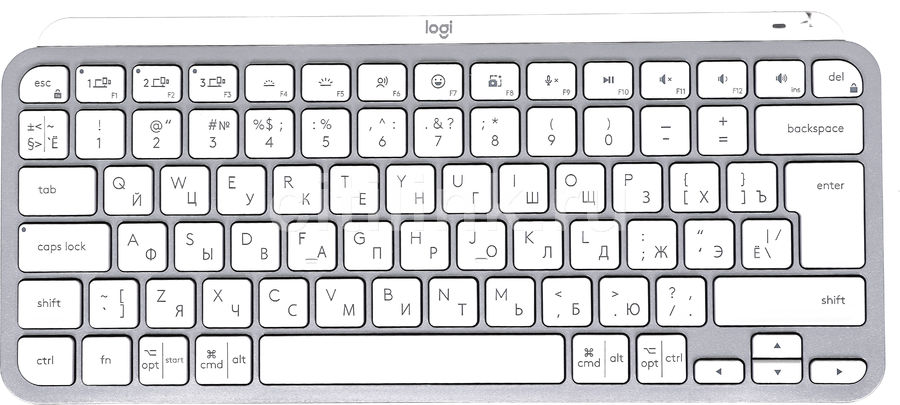 logi
esc 1 F1 2 F2 3 F3 F4 F5 F6 F7 F8 F9 F10 F11 F12 ins del
±< ~ §> ` Ё ! 1 @ “ 2 # № 3 % $ ; 4 : % 5 , ^ : 6 . & ? 7 ; * 8 ( 9 ) 0 _ - + = backspace
tab Q Й W Ц E У R К T Е Y Н U Г I Ш O Щ P З { [ Х } ] Ъ enter
caps lock A Ф S Ы D В F _А G П H Р J _О K Л L Д : ; Ж “ ‘ Э | / Ё \
shift ~ [ ` ] Z Я X Ч C С V М B И N Т M Ь < , Б > . Ю ? , / . shift
ctrl fn opt start cmd alt cmd alt opt ctrl
citilink.ru